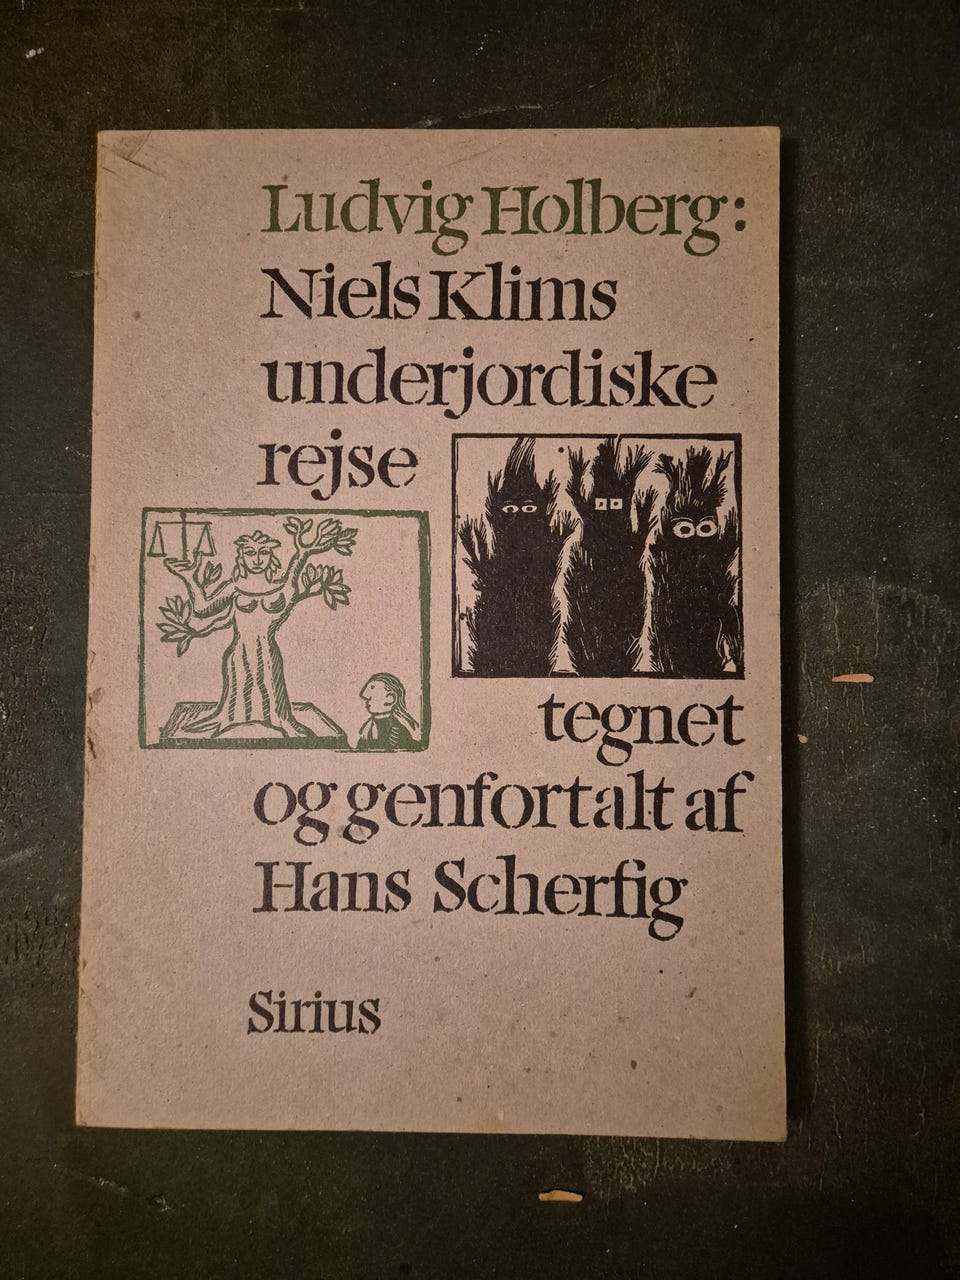 Ludvig Holberg:
Niels Klims
underjordiske
rejse
tegnet
og genfortalt af
Hans Scherfig
Sirius